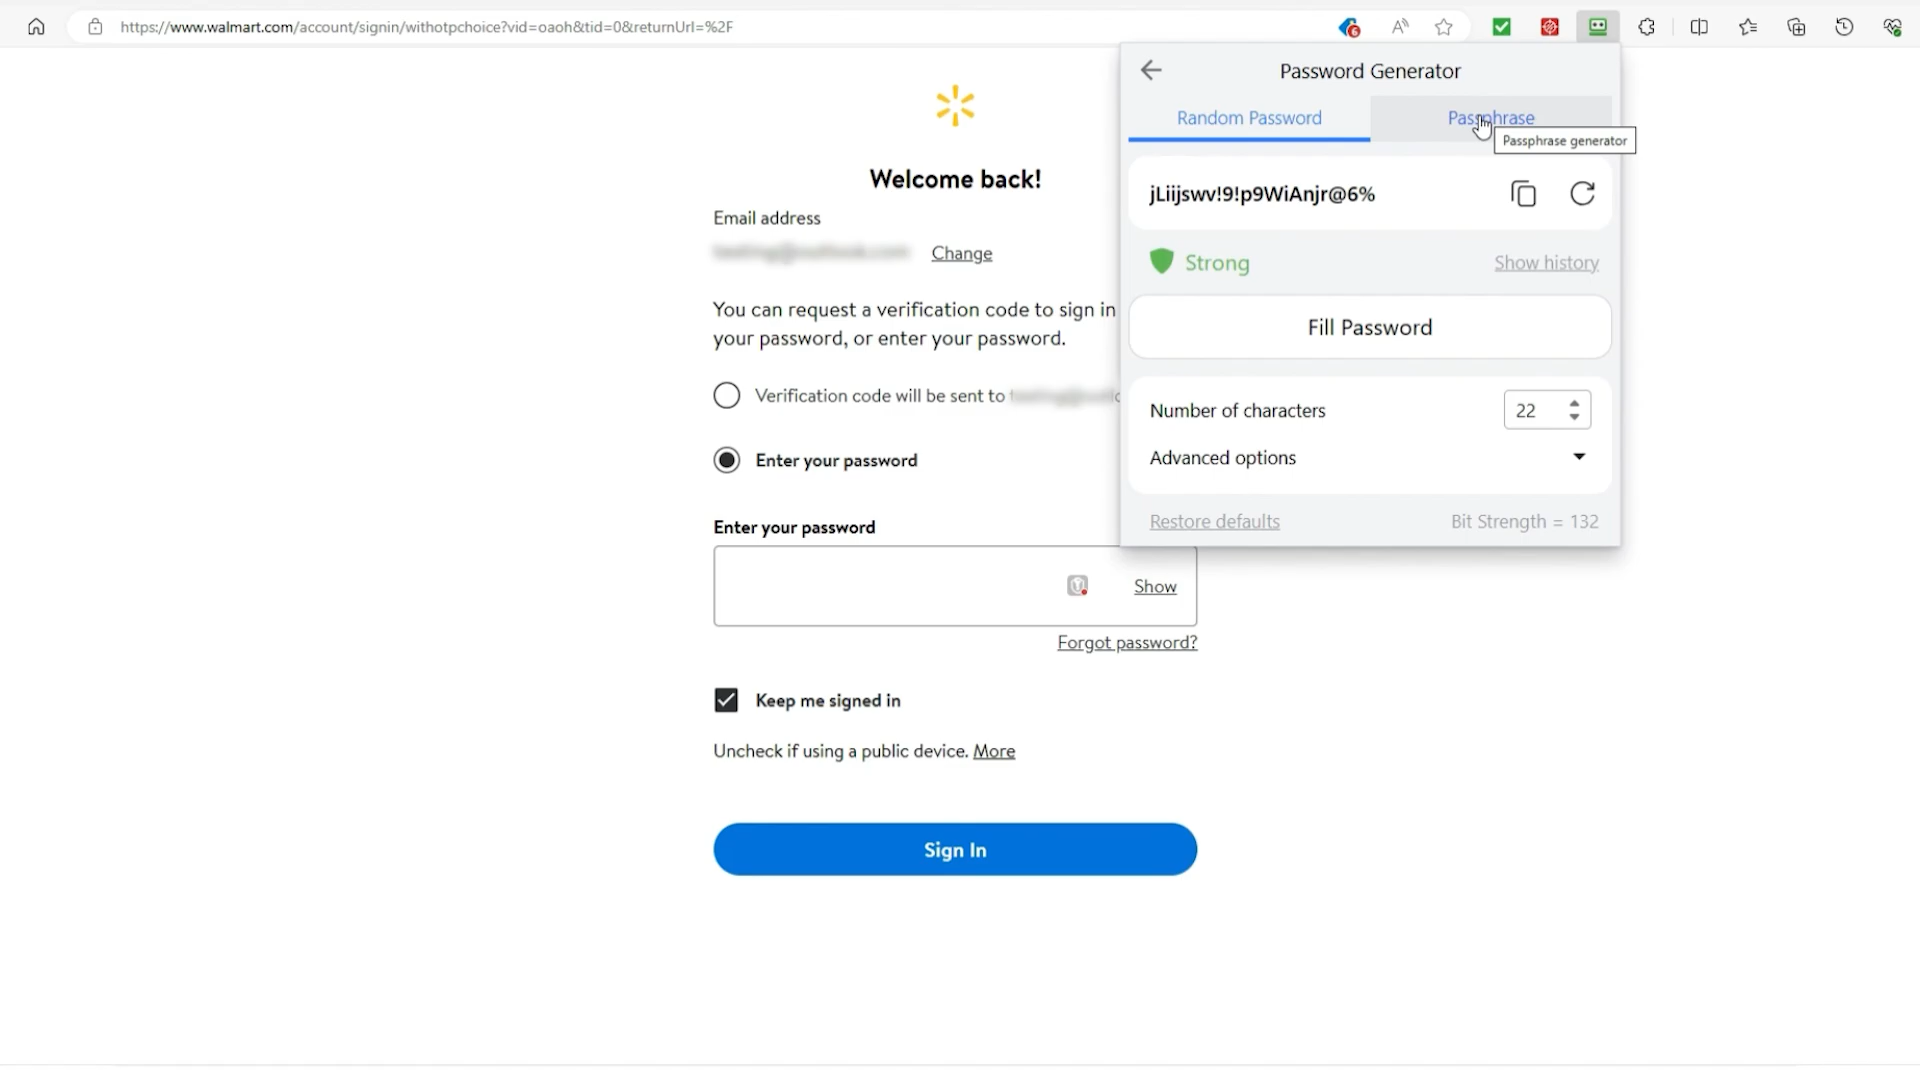 https://www.walmart.com/account/signin/withotpchoice?vid=oaoh&tid=0&returnUrl=%2F
6
Password Generator
Random Password
Passphrase
Passphrase generator
jLiijswv!9!p9WiAnjr@6%
Strong
Show history
Fill Password
Number of characters
22
Advanced options
Restore defaults
Bit Strength = 132
Welcome back!
Email address
Change
You can request a verification code to sign in
your password, or enter your password.
Verification code will be sent to
Enter your password
Enter your password
Show
Forgot password?
Keep me signed in
Uncheck if using a public device. More
Sign In